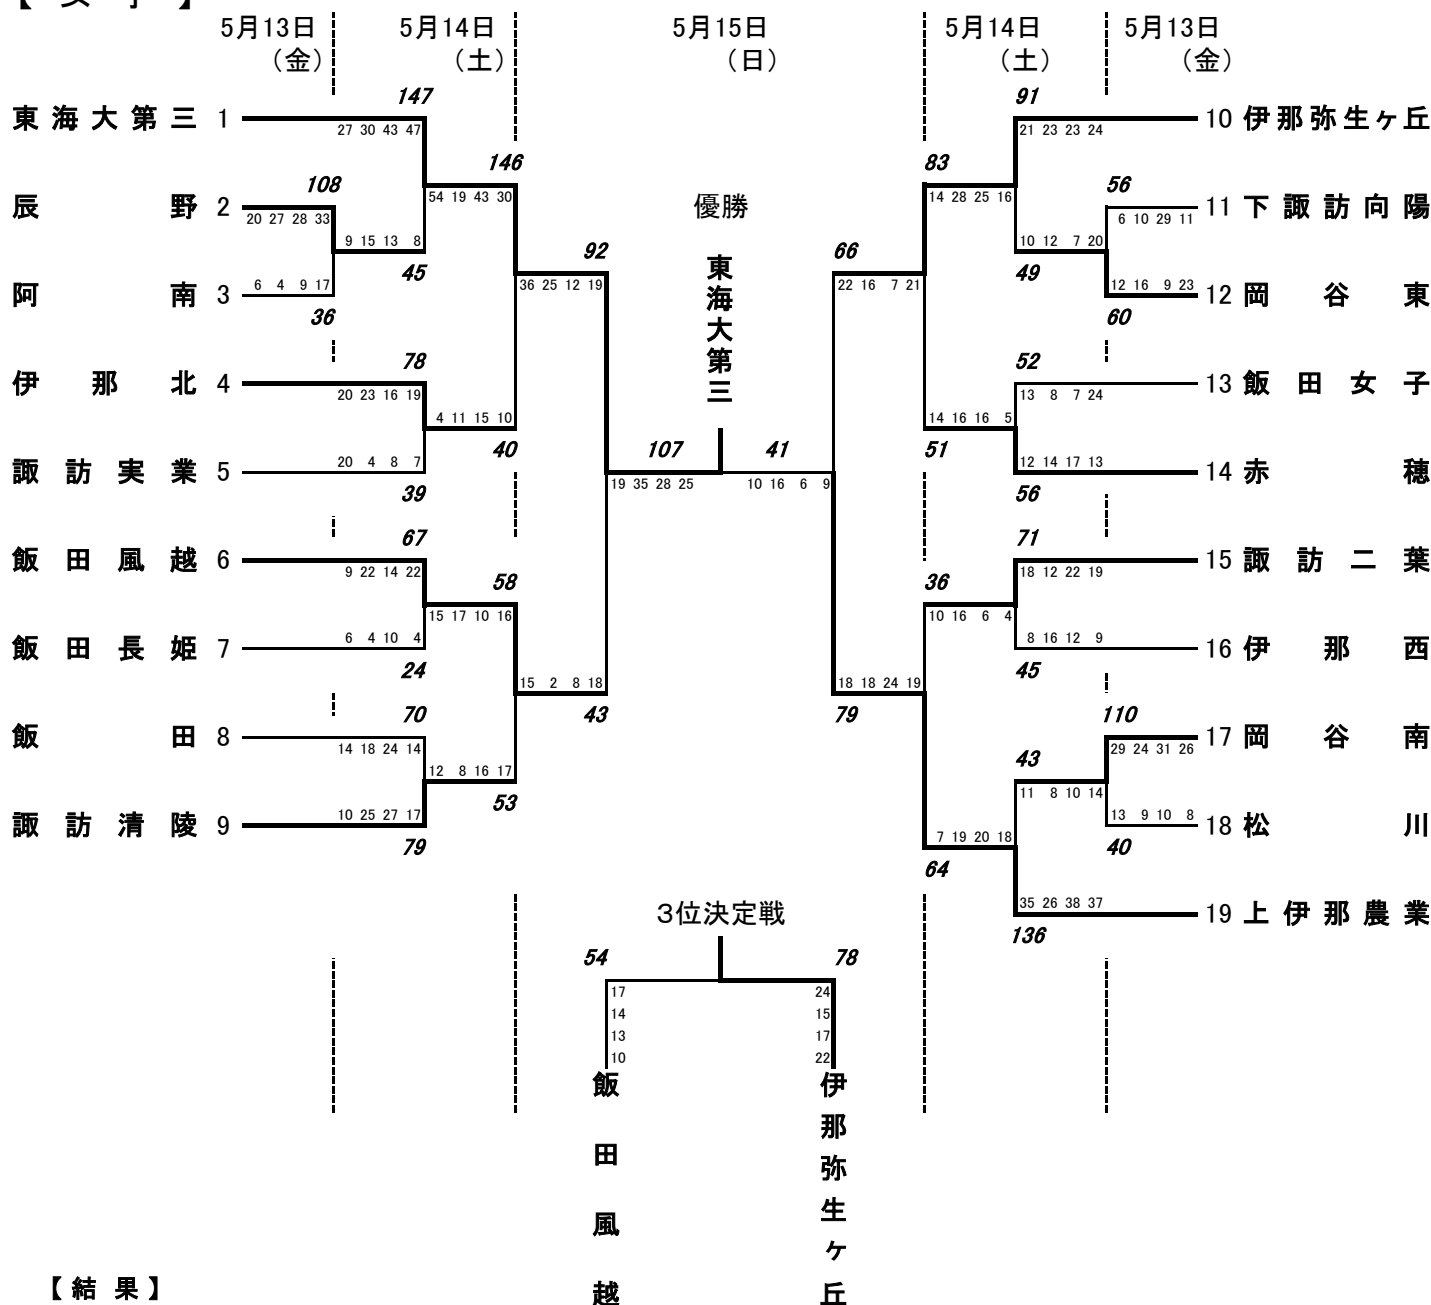 【 女 子 】
5月13日 5月14日 5月15日 5月14日 5月13日
(金) (土) (日) (土) (金)
147 91
東海大第三 1 10 伊那弥生ヶ丘
27 30 43 47 21 23 23 24
146 83
108 56
54 19 43 30 14 28 25 16
辰野 2 優勝 11 下諏訪向陽
20 27 28 33 6 10 29 11
9 15 13 8 10 12 7 20
92 66
45 49
東海大第三
36 25 12 19 22 16 7 21
6 4 9 17 12 16 9 23
阿南 3 12 岡谷東
36 60
78 52
伊那北 4 13 飯田女子
20 23 16 19 13 8 7 24
4 11 15 10 14 16 16 5
40 107 41 51
20 4 8 7 12 14 17 13
諏訪実業 5 14 赤穂
19 35 28 25 10 16 6 9
39 56
67 71
飯田風越 6 15 諏訪二葉
9 22 14 22 18 12 22 19
58 36
15 17 10 16 10 16 6 4
6 4 10 4 8 16 12 9
飯田長姫 7 16 伊那西
24 45
15 2 8 18 18 18 24 19
43 79
70 110
飯田 8 17 岡谷南
14 18 24 14 29 24 31 26
43
12 8 16 17 11 8 10 14
53
10 25 27 17 13 9 10 8
諏訪清陵 9 18 松川
79 40
7 19 20 18
64
35 26 38 37
3位決定戦 19 上伊那農業
136
54 78
17 24
14 15
13 17
10 22
飯田風越 伊那弥生ヶ丘
【結果】